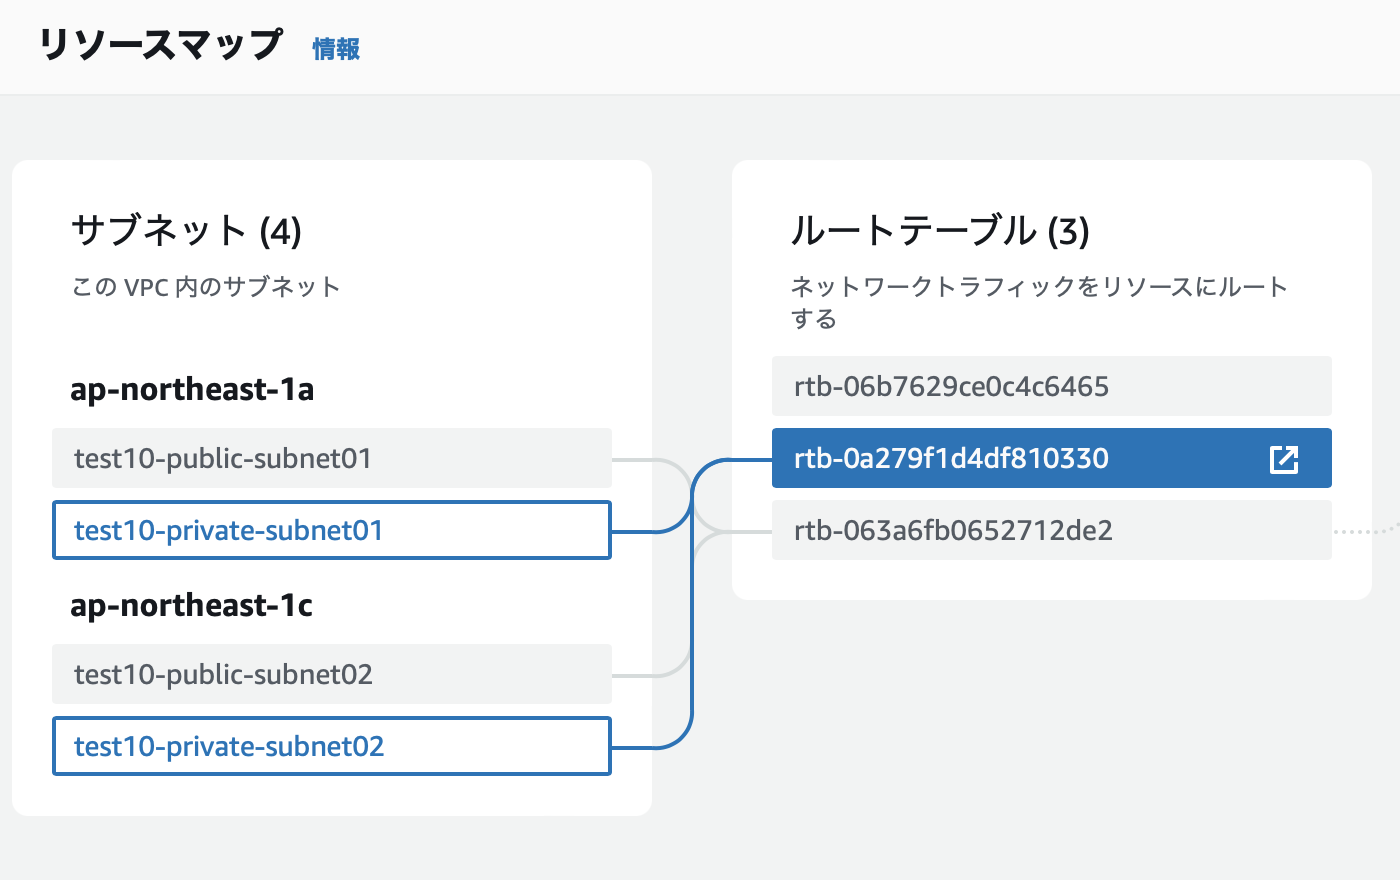 リソースマップ 情報
サブネット (4)
この VPC 内のサブネット
ap-northeast-1a
test10-public-subnet01
test10-private-subnet01
ap-northeast-1c
test10-public-subnet02
test10-private-subnet02
ルートテーブル (3)
ネットワークトラフィックをリソースにルート
する
rtb-06b7629ce0c4c6465
rtb-0a279f1d4df810330
rtb-063a6fb0652712de2